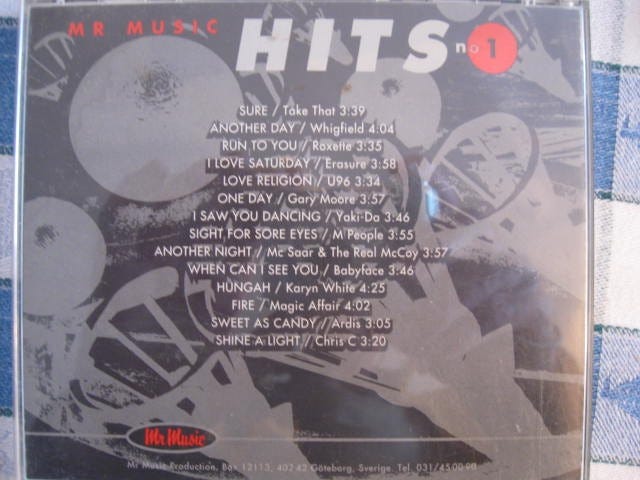 MR MUSIC HITS no 1
SURE / Take That 3:39
ANOTHER DAY / Whigfield 4.04
RUN TO YOU / Roxette 3:35
I LOVE SATURDAY / Erasure 3:58
LOVE RELIGION / U96 3:34
ONE DAY / Gary Moore 3:57
I SAW YOU DANCING / Yaki-Da 3:46
SIGHT FOR SORE EYES / M People 3:55
ANOTHER NIGHT / Mc Saar & The Real McCoy 3:57
WHEN CAN I SEE YOU / Babyface 3:46
HUNGAH / Karyn White 4:25
FIRE / Magic Affair 4:02
SWEET AS CANDY / Ardis 3:05
SHINE A LIGHT / Chris C 3:20
Mr Music
Mr Music Production, Box 12113, 402 42 Göteborg, Sverige. Tel. 031/45 00 90